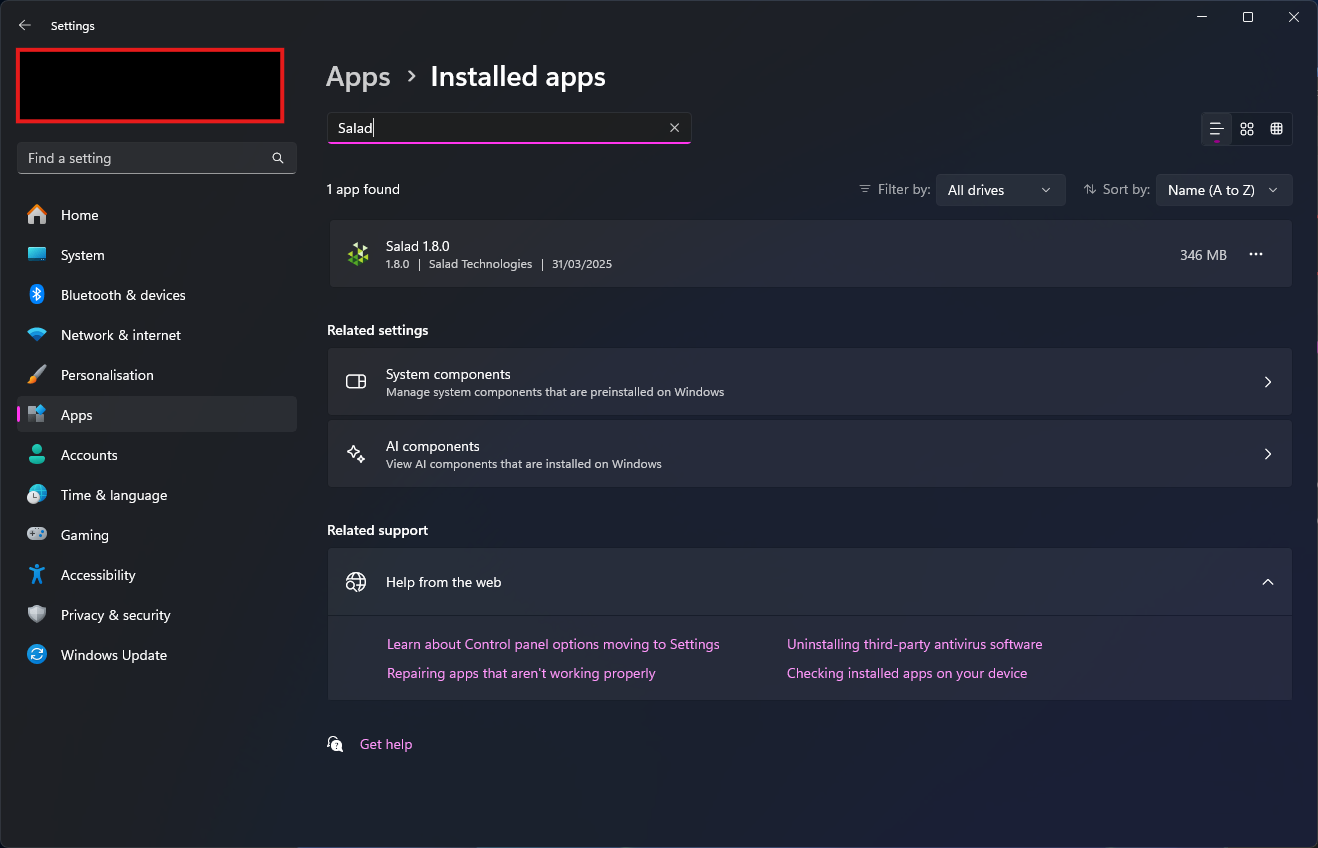 Settings
Find a setting
Home
System
Bluetooth & devices
Network & internet
Personalisation
Apps
Accounts
Time & language
Gaming
Accessibility
Privacy & security
Windows Update
Apps > Installed apps
Salad
1 app found
Filter by: All drives
Sort by: Name (A to Z)
Salad 1.8.0
1.8.0 | Salad Technologies | 31/03/2025
346 MB
Related settings
System components
Manage system components that are preinstalled on Windows
AI components
View AI components that are installed on Windows
Related support
Help from the web
Learn about Control panel options moving to Settings
Uninstalling third-party antivirus software
Repairing apps that aren't working properly
Checking installed apps on your device
Get help